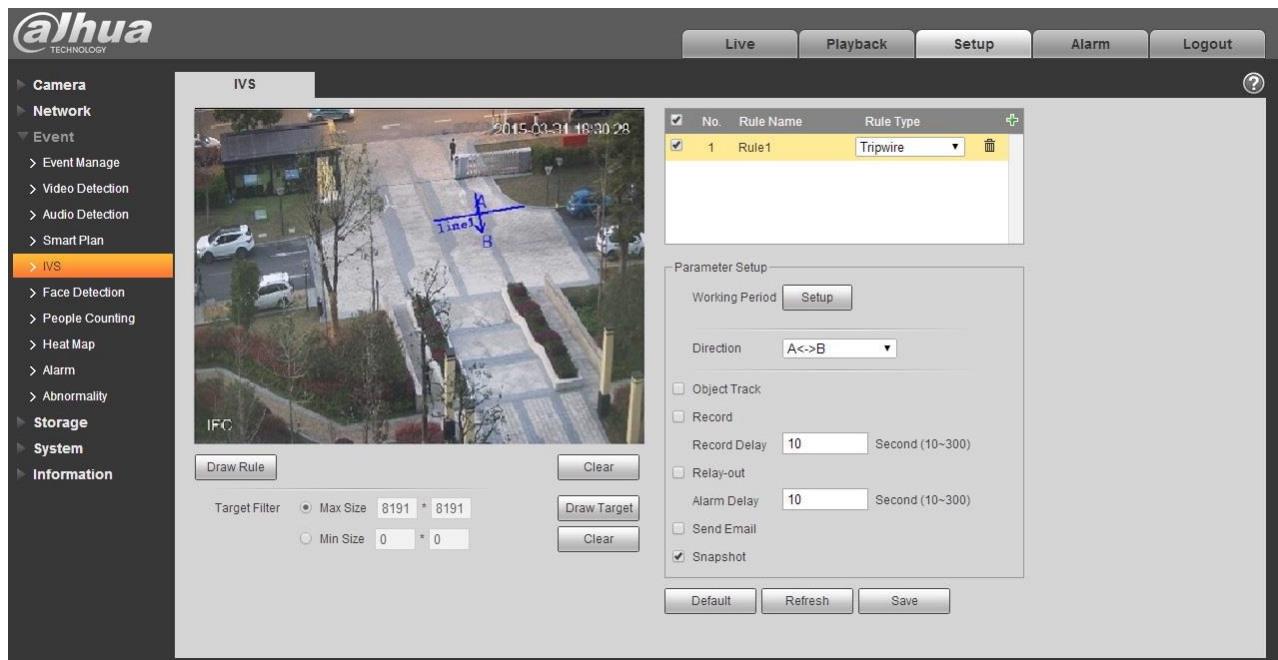 alhua
TECHNOLOGY
Live Playback Setup Alarm Logout
Camera
Network
Event
Event Manage
Video Detection
Audio Detection
Smart Plan
IVS
Face Detection
People Counting
Heat Map
Alarm
Abnormality
Storage
System
Information
IVS
2015-03-31 16:30:28
A
line1
B
IPC
Draw Rule Clear
Target Filter Max Size 8191 * 8191 Draw Target
Min Size 0 * 0 Clear
No. Rule Name Rule Type
1 Rule1 Tripwire
Parameter Setup
Working Period Setup
Direction A<->B
Object Track
Record
Record Delay 10 Second (10~300)
Relay-out
Alarm Delay 10 Second (10~300)
Send Email
Snapshot
Default Refresh Save